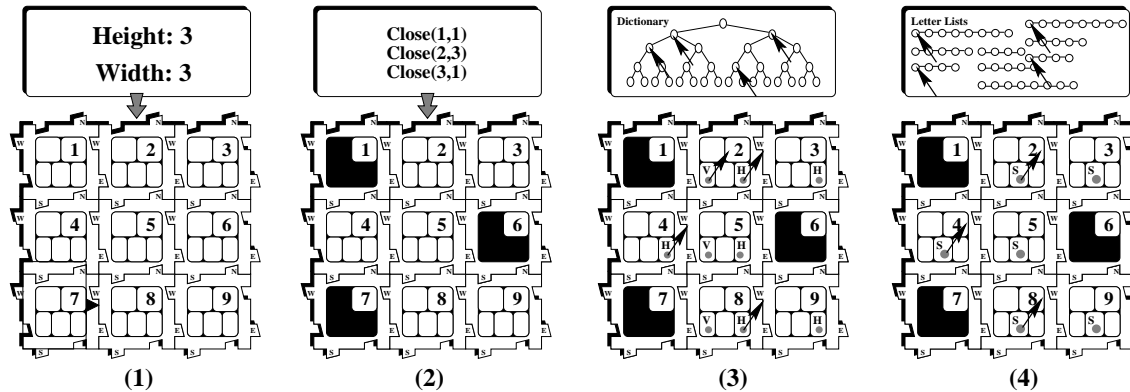 Height: 3
Width: 3
N N N
W 1 W 2 W 3
E E E
S S S
N N N
W 4 W 5 W 6
E E E
S S S
N N N
W 7 W 8 W 9
E E E
S S S
(1)
Close(1,1)
Close(2,3)
Close(3,1)
N N N
W 1 W 2 W 3
E E E
S S S
N N N
W 4 W 5 W 6
E E E
S S S
N N N
W 7 W 8 W 9
E E E
S S S
(2)
Dictionary
N N N
W 1 W 2 W 3
V H H
E E E
S S S
N N N
W 4 W 5 W 6
H V H
E E E
S S S
N N N
W 7 W 8 W 9
V H H
E E E
S S S
(3)
Letter Lists
N N N
W 1 W 2 W 3
S S
E E E
S S S
N N N
W 4 W 5 W 6
S S
E E E
S S S
N N N
W 7 W 8 W 9
S S
E E E
S S S
(4)